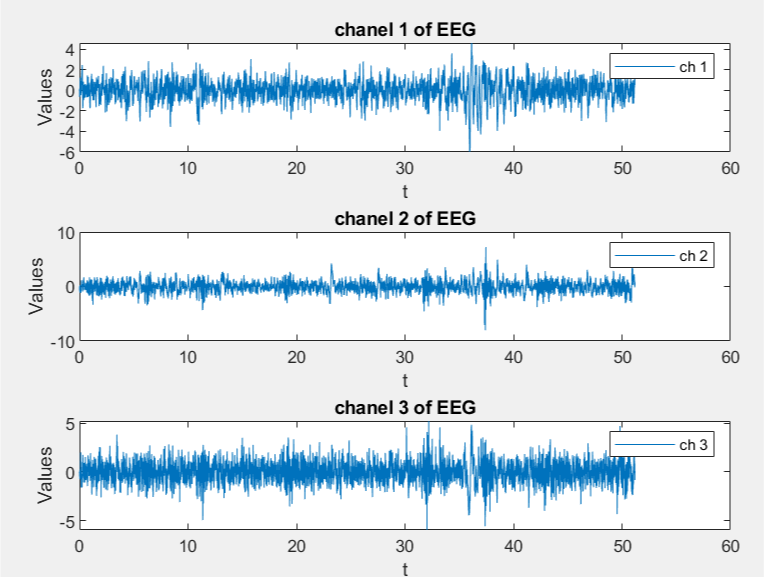 chanel 1 of EEG
4
2
0
-2
-4
-6
Values
ch 1
0 10 20 30 40 50 60
t
chanel 2 of EEG
10
0
-10
Values
ch 2
0 10 20 30 40 50 60
t
chanel 3 of EEG
5
0
-5
Values
ch 3
0 10 20 30 40 50 60
t